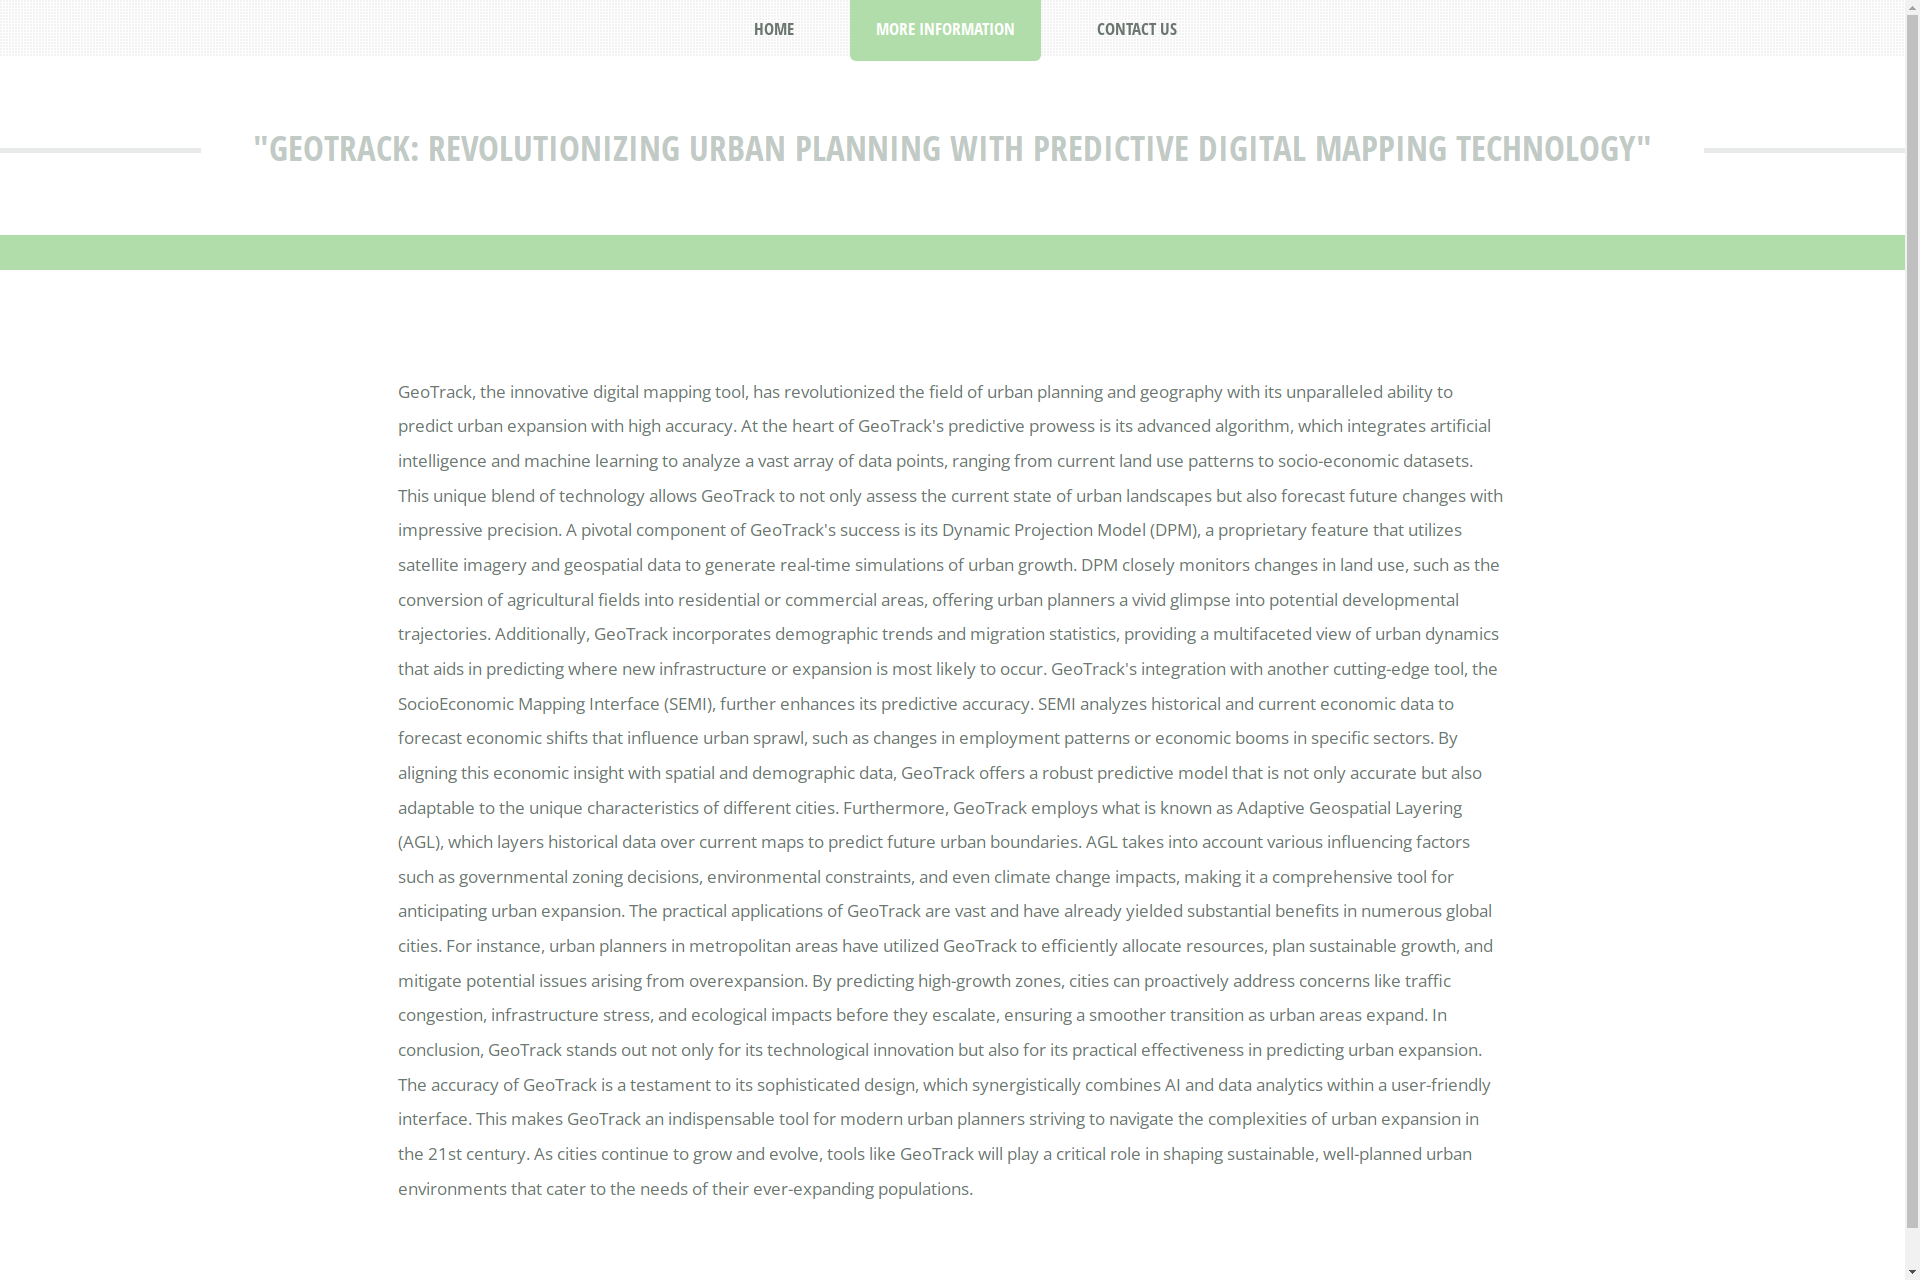 HOME
MORE INFORMATION
CONTACT US
"GEOTRACK: REVOLUTIONIZING URBAN PLANNING WITH PREDICTIVE DIGITAL MAPPING TECHNOLOGY"
GeoTrack, the innovative digital mapping tool, has revolutionized the field of urban planning and geography with its unparalleled ability to
predict urban expansion with high accuracy. At the heart of GeoTrack's predictive prowess is its advanced algorithm, which integrates artificial
intelligence and machine learning to analyze a vast array of data points, ranging from current land use patterns to socio-economic datasets.
This unique blend of technology allows GeoTrack to not only assess the current state of urban landscapes but also forecast future changes with
impressive precision. A pivotal component of GeoTrack's success is its Dynamic Projection Model (DPM), a proprietary feature that utilizes
satellite imagery and geospatial data to generate real-time simulations of urban growth. DPM closely monitors changes in land use, such as the
conversion of agricultural fields into residential or commercial areas, offering urban planners a vivid glimpse into potential developmental
trajectories. Additionally, GeoTrack incorporates demographic trends and migration statistics, providing a multifaceted view of urban dynamics
that aids in predicting where new infrastructure or expansion is most likely to occur. GeoTrack's integration with another cutting-edge tool, the
SocioEconomic Mapping Interface (SEMI), further enhances its predictive accuracy. SEMI analyzes historical and current economic data to
forecast economic shifts that influence urban sprawl, such as changes in employment patterns or economic booms in specific sectors. By
aligning this economic insight with spatial and demographic data, GeoTrack offers a robust predictive model that is not only accurate but also
adaptable to the unique characteristics of different cities. Furthermore, GeoTrack employs what is known as Adaptive Geospatial Layering
(AGL), which layers historical data over current maps to predict future urban boundaries. AGL takes into account various influencing factors
such as governmental zoning decisions, environmental constraints, and even climate change impacts, making it a comprehensive tool for
anticipating urban expansion. The practical applications of GeoTrack are vast and have already yielded substantial benefits in numerous global
cities. For instance, urban planners in metropolitan areas have utilized GeoTrack to efficiently allocate resources, plan sustainable growth, and
mitigate potential issues arising from overexpansion. By predicting high-growth zones, cities can proactively address concerns like traffic
congestion, infrastructure stress, and ecological impacts before they escalate, ensuring a smoother transition as urban areas expand. In
conclusion, GeoTrack stands out not only for its technological innovation but also for its practical effectiveness in predicting urban expansion.
The accuracy of GeoTrack is a testament to its sophisticated design, which synergistically combines AI and data analytics within a user-friendly
interface. This makes GeoTrack an indispensable tool for modern urban planners striving to navigate the complexities of urban expansion in
the 21st century. As cities continue to grow and evolve, tools like GeoTrack will play a critical role in shaping sustainable, well-planned urban
environments that cater to the needs of their ever-expanding populations.